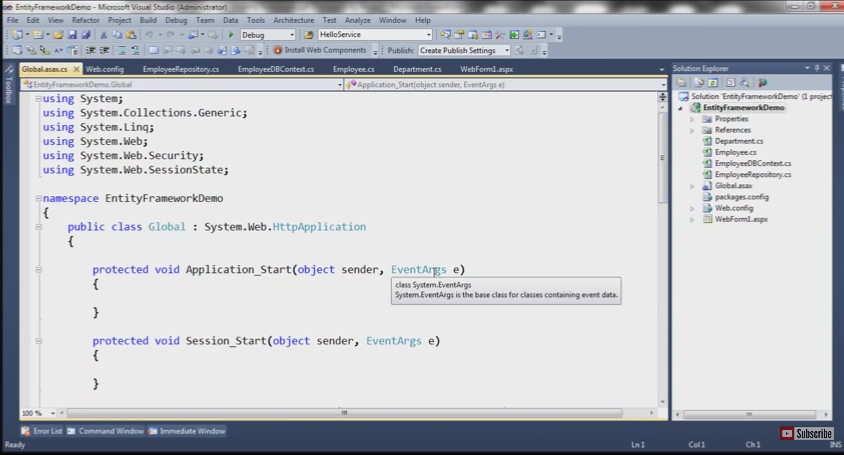 EntityFrameworkDemo - Microsoft Visual Studio (Administrator)
File Edit View Refactor Project Build Debug Team Data Tools Architecture Test Analyze Window Help
Debug HelloService
Install Web Components Publish: Create Publish Settings
Global.asax.cs Web.config EmployeeRepository.cs EmployeeDBContext.cs Employee.cs Department.cs WebForm1.aspx
EntityFrameworkDemo.Global Application_Start(object sender, EventArgs e)
Toolbox
using System;
using System.Collections.Generic;
using System.Linq;
using System.Web;
using System.Web.Security;
using System.Web.SessionState;
namespace EntityFrameworkDemo
{
public class Global : System.Web.HttpApplication
{
protected void Application_Start(object sender, EventArgs e)
{
class System.EventArgs
System.EventArgs is the base class for classes containing event data.
}
protected void Session_Start(object sender, EventArgs e)
{
}
100 %
Solution Explorer
Solution 'EntityFrameworkDemo' (1 project
EntityFrameworkDemo
Properties
References
Department.cs
Employee.cs
EmployeeDBContext.cs
EmployeeRepository.cs
Global.asax
packages.config
Web.config
WebForm1.aspx
Error List Command Window Immediate Window
Subscribe
Ready Ln 1 Col 1 Ch 1 INS